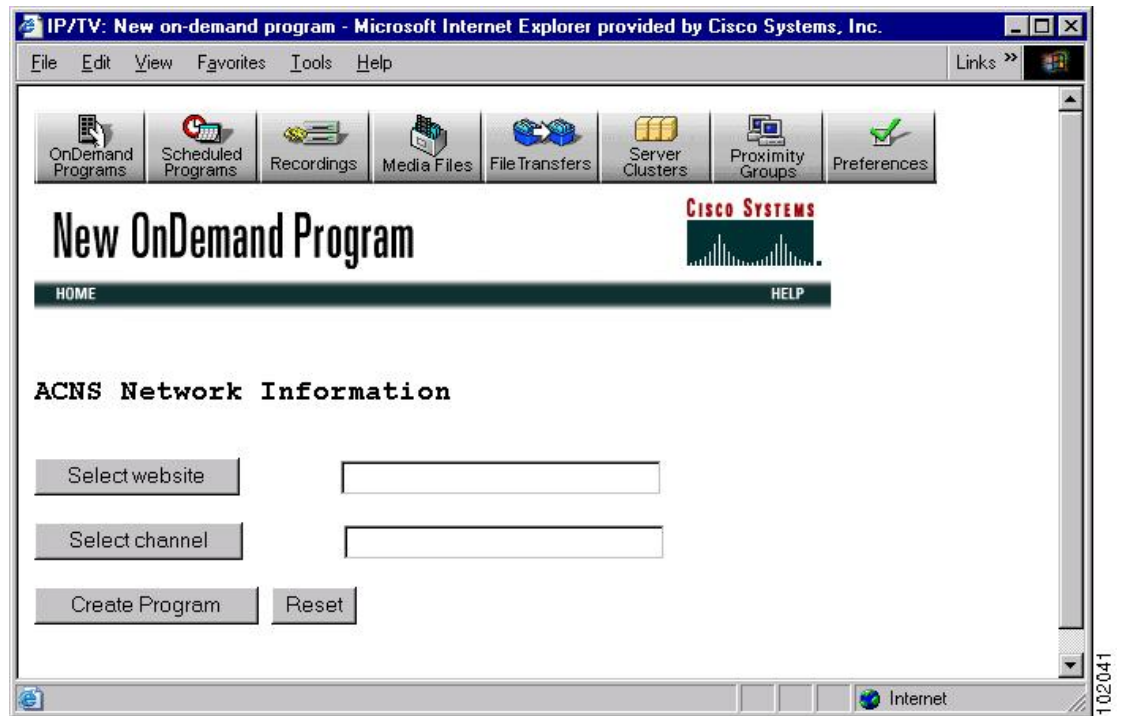 IP/TV: New on-demand program - Microsoft Internet Explorer provided by Cisco Systems, Inc.
File Edit View Favorites Tools Help Links »
OnDemand Programs
Scheduled Programs
Recordings
Media Files
FileTransfers
Server Clusters
Proximity Groups
Preferences
New OnDemand Program
CISCO SYSTEMS
HOME HELP
ACNS Network Information
Select website
Select channel
Create Program Reset
Internet
102041